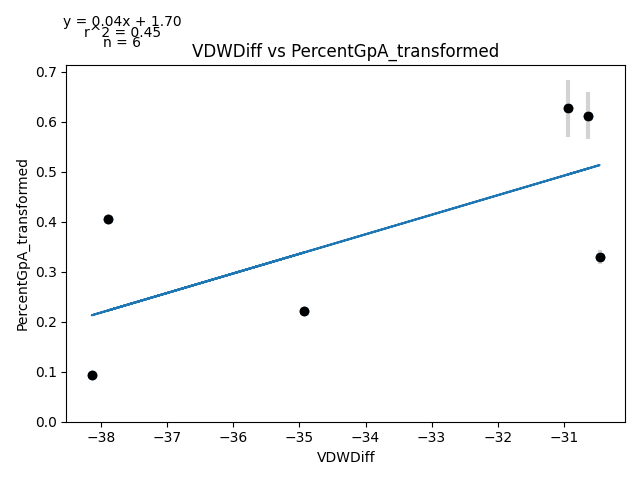 y = 0.04x + 1.70
r^2 = 0.45
n = 6
VDWDiff vs PercentGpA_transformed
0.7
0.6
0.5
0.4
0.3
0.2
0.1
0.0
PercentGpA_transformed
−38
−37
−36
−35
−34
−33
−32
−31
VDWDiff